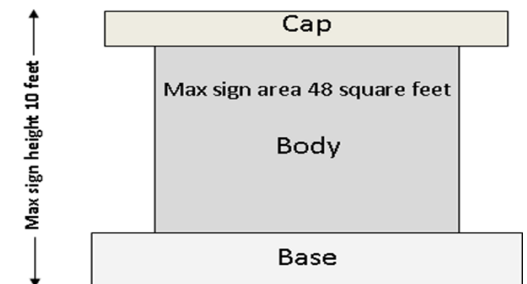 Cap
Max sign height 10 feet
Max sign area 48 square feet
Body
Base